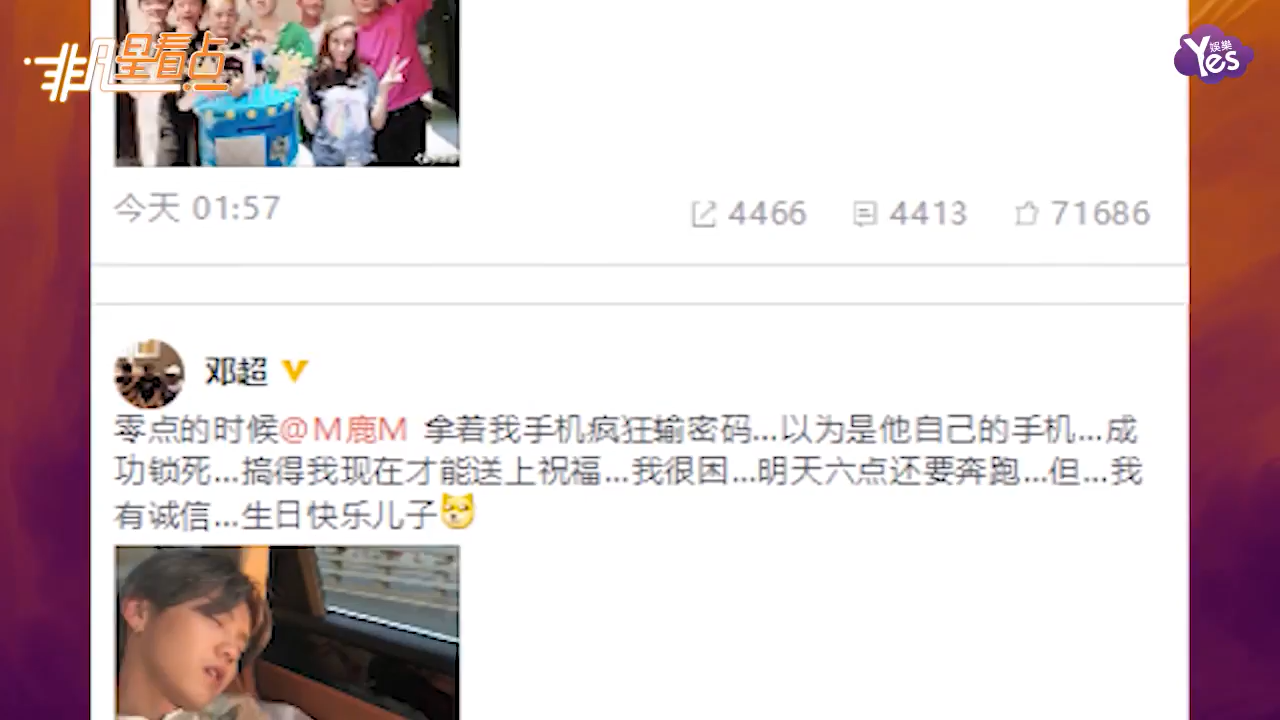 非凡星看点
Yes
娱樂
今天 01:57
4466
4413
71686
邓超
零点的时候@M鹿M 拿着我手机疯狂输密码...以为是他自己的手机...成
功锁死...搞得我现在才能送上祝福...我很困...明天六点还要奔跑...但...我
有诚信...生日快乐儿子